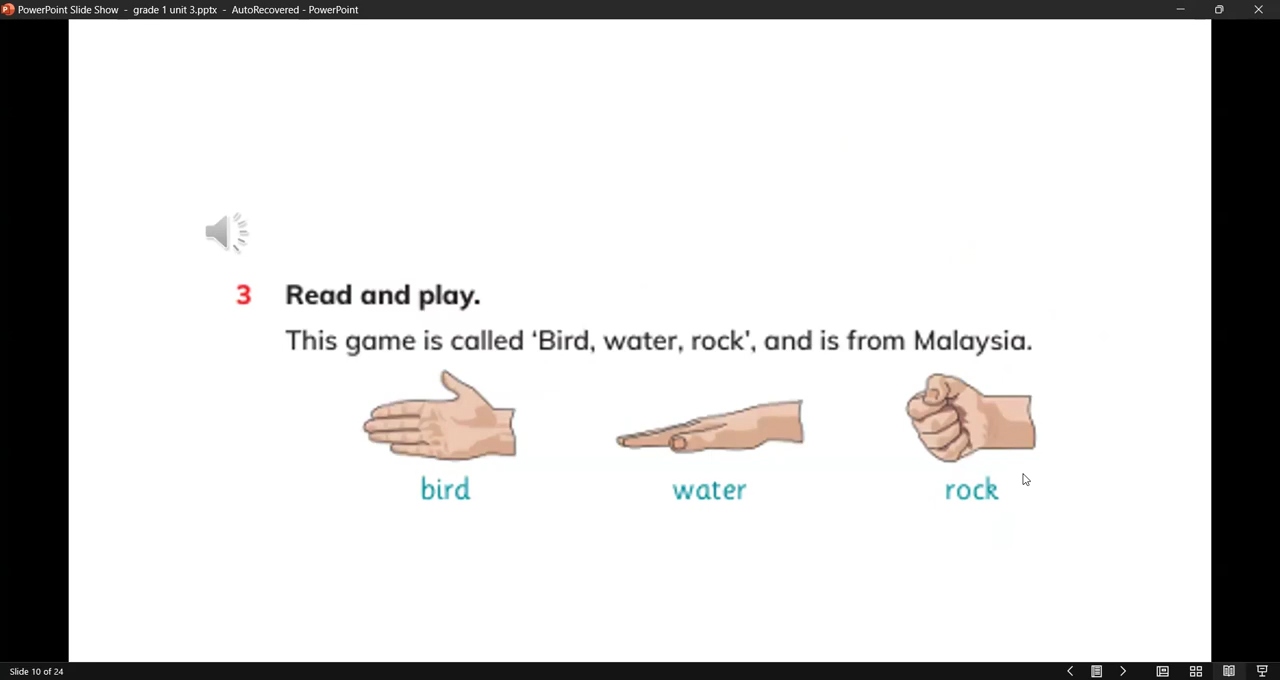 PowerPoint Slide Show - grade 1 unit 3.pptx - AutoRecovered - PowerPoint
3 Read and play.
This game is called ‘Bird, water, rock’, and is from Malaysia.
bird water rock
Slide 10 of 24